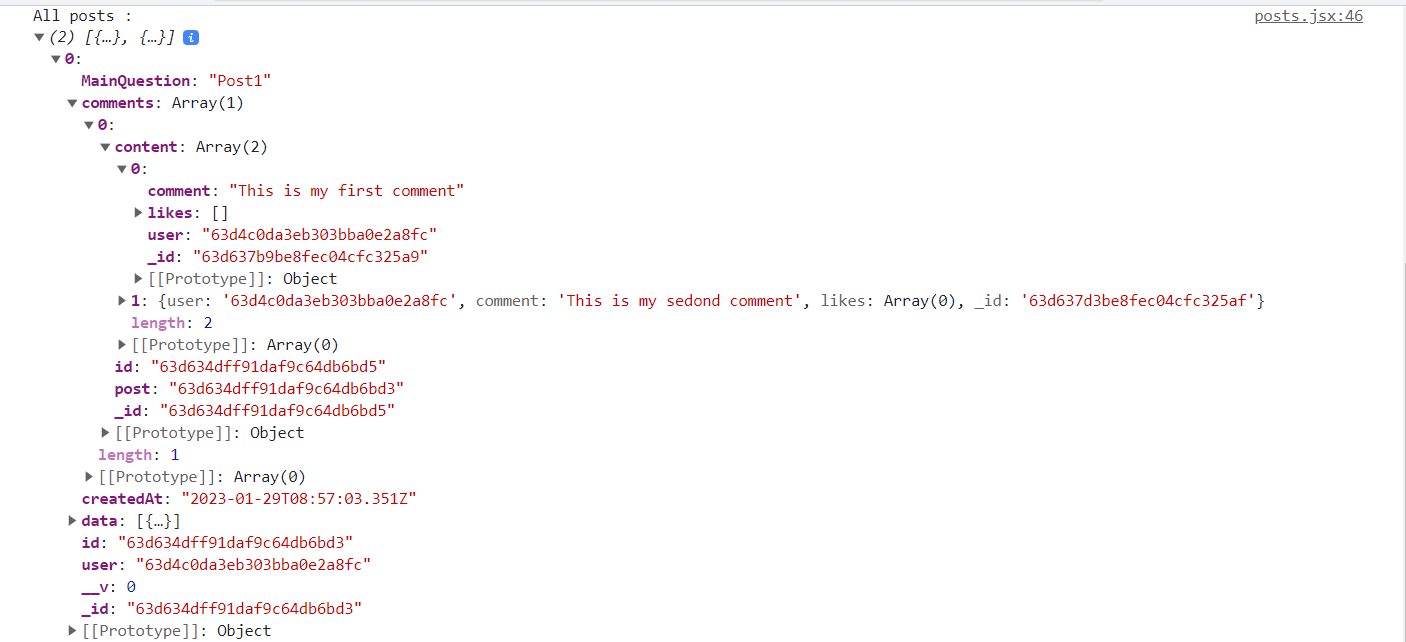 All posts : posts.jsx:46
▼(2) [{…}, {…}] i
▼0:
MainQuestion: "Post1"
▼comments: Array(1)
▼0:
▼content: Array(2)
▼0:
comment: "This is my first comment"
▶likes: []
user: "63d4c0da3eb303bba0e2a8fc"
_id: "63d637b9be8fec04cfc325a9"
▶[[Prototype]]: Object
▶1: {user: '63d4c0da3eb303bba0e2a8fc', comment: 'This is my sedond comment', likes: Array(0), _id: '63d637d3be8fec04cfc325af'}
length: 2
▶[[Prototype]]: Array(0)
id: "63d634dff91daf9c64db6bd5"
post: "63d634dff91daf9c64db6bd3"
_id: "63d634dff91daf9c64db6bd5"
▶[[Prototype]]: Object
length: 1
▶[[Prototype]]: Array(0)
createdAt: "2023-01-29T08:57:03.351Z"
▶data: [{…}]
id: "63d634dff91daf9c64db6bd3"
user: "63d4c0da3eb303bba0e2a8fc"
__v: 0
_id: "63d634dff91daf9c64db6bd3"
▶[[Prototype]]: Object